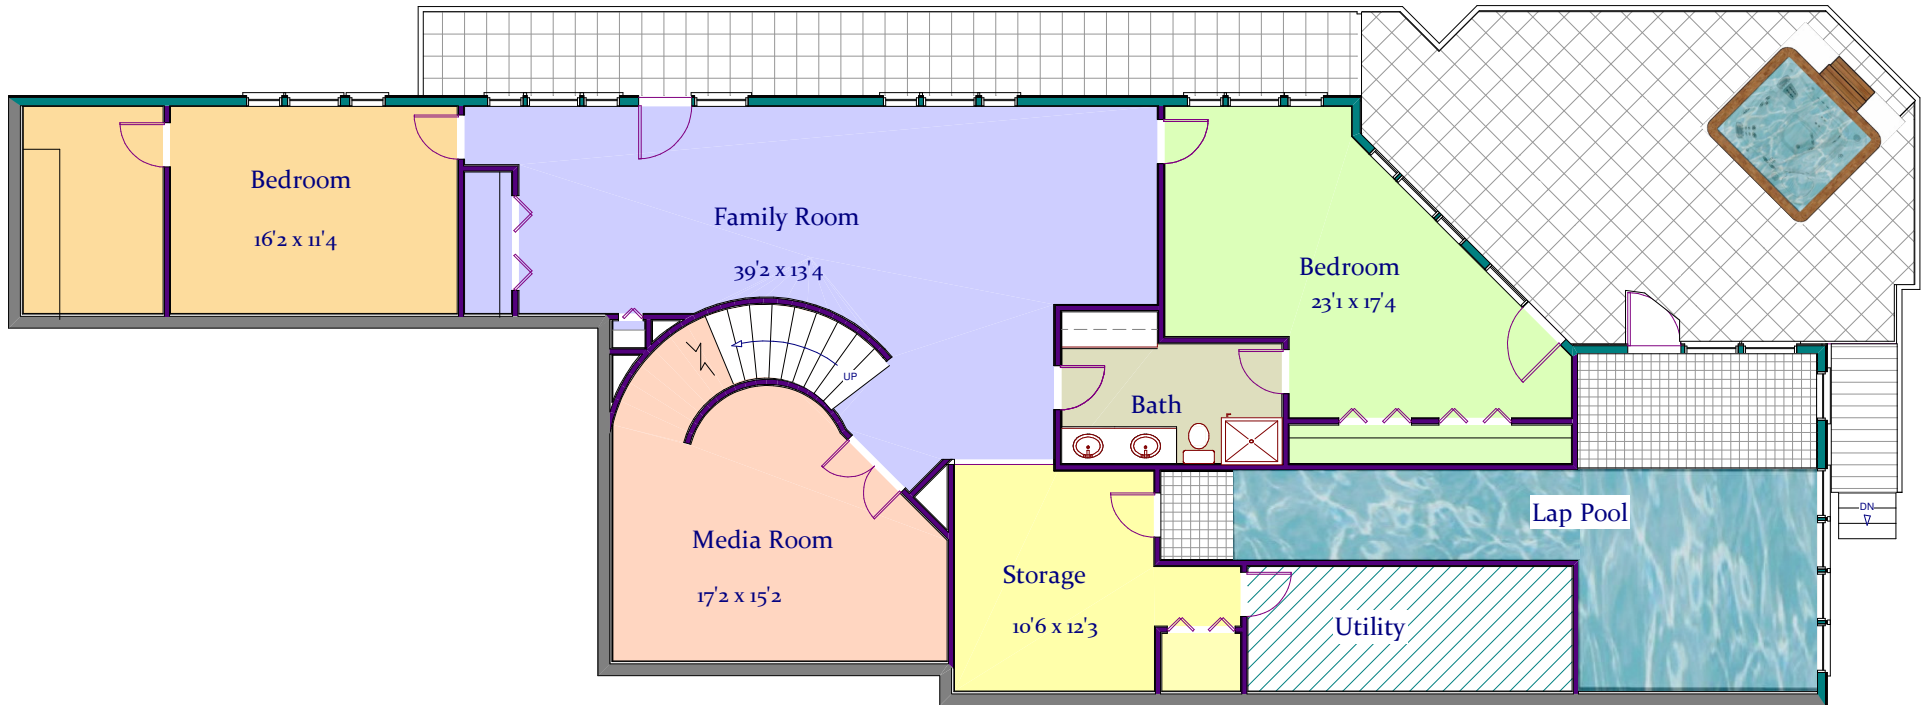 Bedroom
16'2 x 11'4
Family Room
39'2 x 13'4
Bedroom
23'1 x 17'4
UP
Bath
Media Room
17'2 x 15'2
Storage
10'6 x 12'3
Lap Pool
DN
Utility